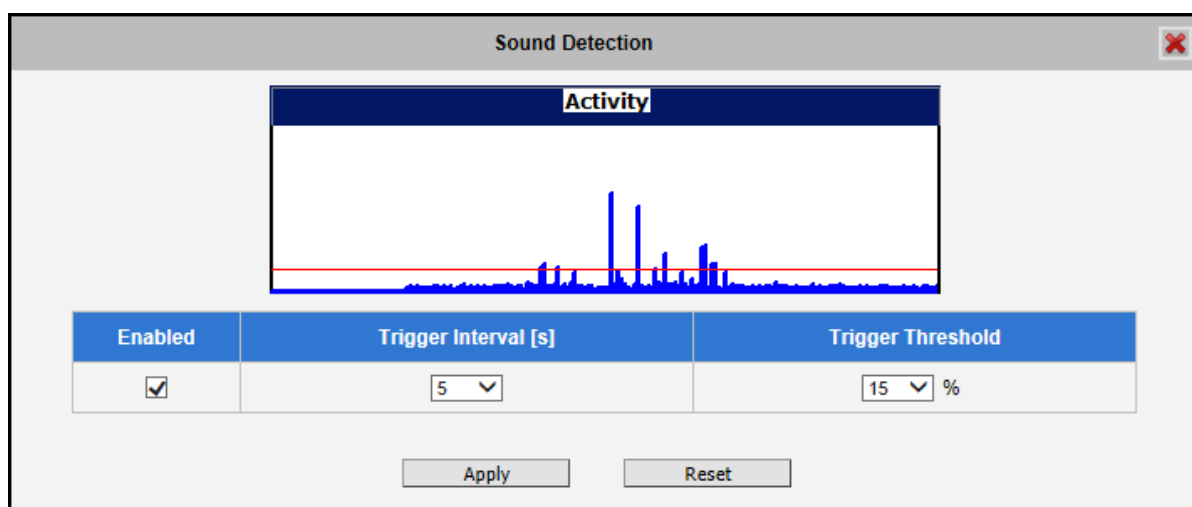 Sound Detection
Activity
Enabled Trigger Interval [s] Trigger Threshold
5 15 %
Apply Reset